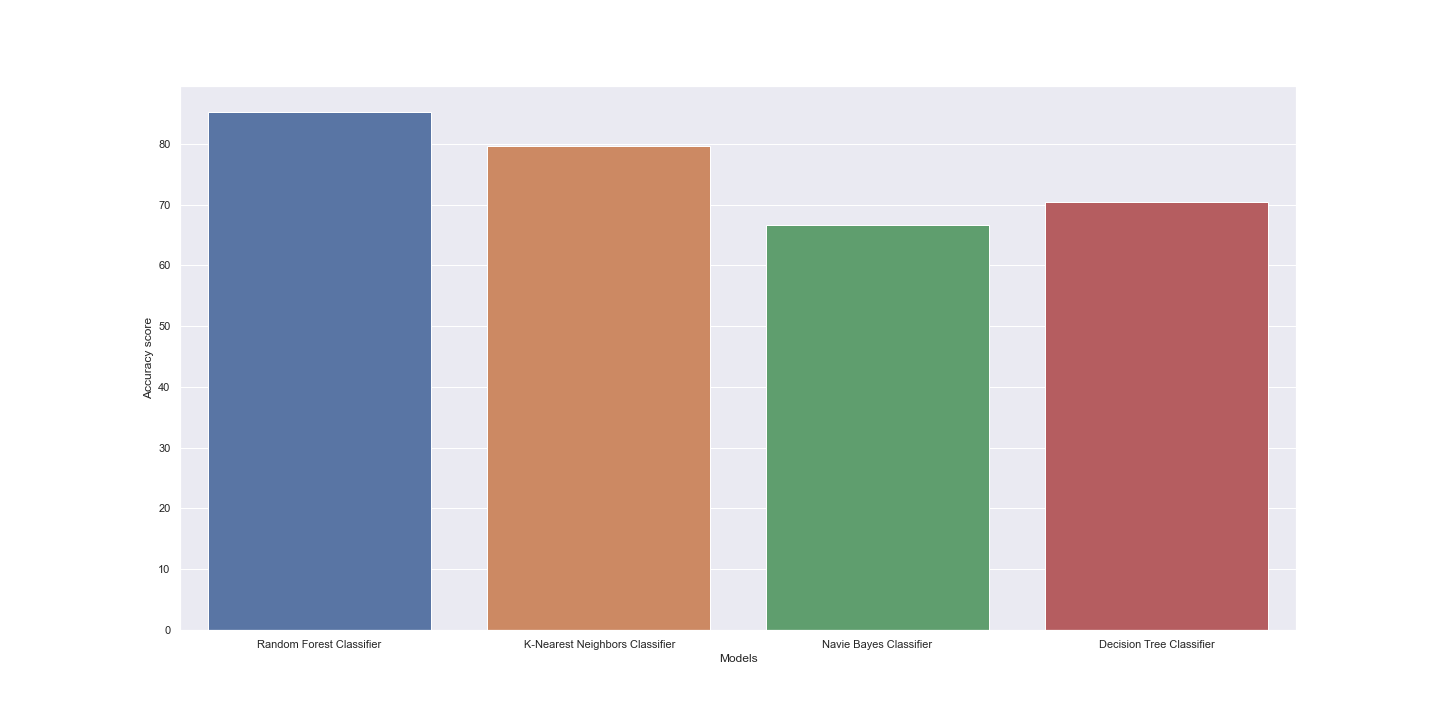 80
70
60
50
40
30
20
10
0
Accuracy score
Random Forest Classifier
K-Nearest Neighbors Classifier
Navie Bayes Classifier
Decision Tree Classifier
Models